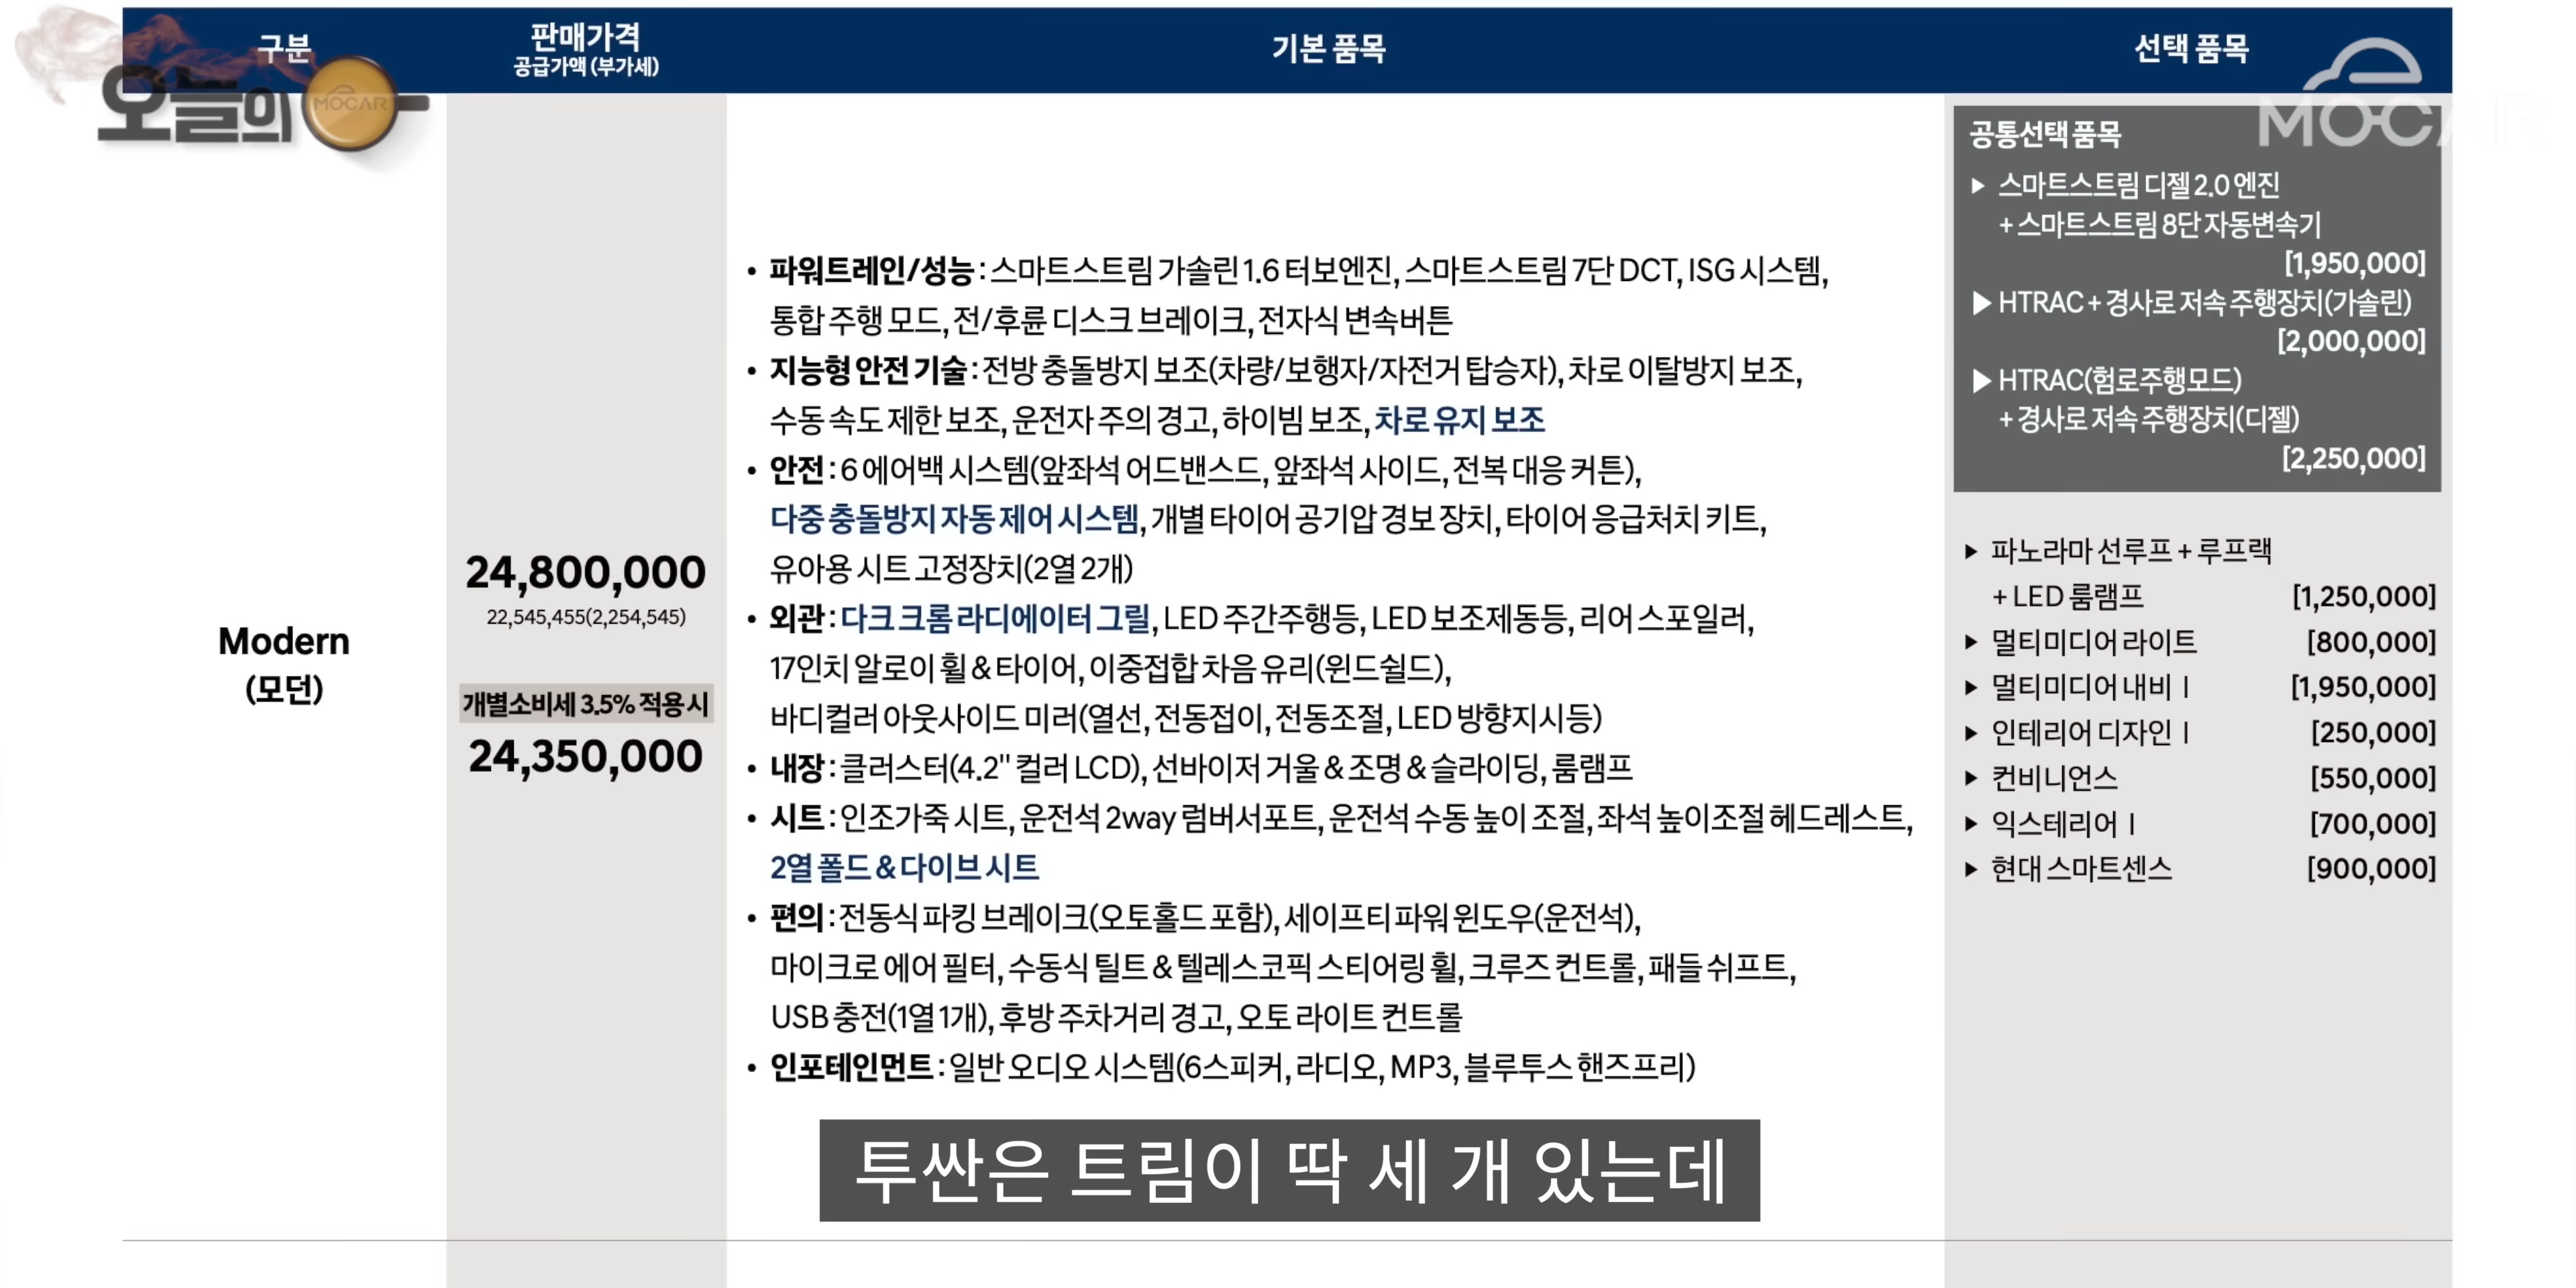 구분
판매가격
공급가액 (부가세)
기본 품목
선택 품목
오늘의
MOCAR
MOCAR
Modern
(모던)
24,800,000
22,545,455(2,254,545)
개별소비세 3.5% 적용 시
24,350,000
• 파워트레인/성능 : 스마트스트림 가솔린 1.6 터보엔진, 스마트스트림 7단 DCT, ISG 시스템,
통합 주행 모드, 전/후륜 디스크 브레이크, 전자식 변속버튼
• 지능형 안전 기술 : 전방 충돌방지 보조(차량/보행자/자전거 탑승자), 차로 이탈방지 보조,
수동 속도 제한 보조, 운전자 주의 경고, 하이빔 보조, 차로 유지 보조
• 안전 : 6 에어백 시스템(앞좌석 어드밴스드, 앞좌석 사이드, 전복 대응 커튼),
다중 충돌방지 자동 제어 시스템, 개별 타이어 공기압 경보 장치, 타이어 응급처치 키트,
유아용 시트 고정장치(2열 2개)
• 외관 : 다크 크롬 라디에이터 그릴, LED 주간주행등, LED 보조제동등, 리어 스포일러,
17인치 알로이 휠 & 타이어, 이중접합 차음 유리(윈드쉴드),
바디컬러 아웃사이드 미러(열선, 전동접이, 전동조절, LED 방향지시등)
• 내장 : 클러스터(4.2" 컬러 LCD), 선바이저 거울 & 조명 & 슬라이딩, 룸램프
• 시트 : 인조가죽 시트, 운전석 2way 럼버서포트, 운전석 수동 높이 조절, 좌석 높이조절 헤드레스트,
2열 폴드 & 다이브 시트
• 편의 : 전동식 파킹 브레이크(오토홀드 포함), 세이프티 파워 윈도우(운전석),
마이크로 에어 필터, 수동식 틸트 & 텔레스코픽 스티어링 휠, 크루즈 컨트롤, 패들 쉬프트,
USB 충전(1열 1개), 후방 주차거리 경고, 오토 라이트 컨트롤
• 인포테인먼트 : 일반 오디오 시스템(6스피커, 라디오, MP3, 블루투스 핸즈프리)
공통선택 품목
▶ 스마트스트림 디젤 2.0 엔진
+ 스마트스트림 8단 자동변속기
[1,950,000]
▶ HTRAC + 경사로 저속 주행장치(가솔린)
[2,000,000]
▶ HTRAC(험로주행모드)
+ 경사로 저속 주행장치(디젤)
[2,250,000]
▶ 파노라마 선루프 + 루프랙
+ LED 룸램프 [1,250,000]
▶ 멀티미디어 라이트 [800,000]
▶ 멀티미디어 내비 Ⅰ [1,950,000]
▶ 인테리어 디자인 Ⅰ [250,000]
▶ 컨비니언스 [550,000]
▶ 익스테리어 Ⅰ [700,000]
▶ 현대 스마트센스 [900,000]
투싼은 트림이 딱 세 개 있는데